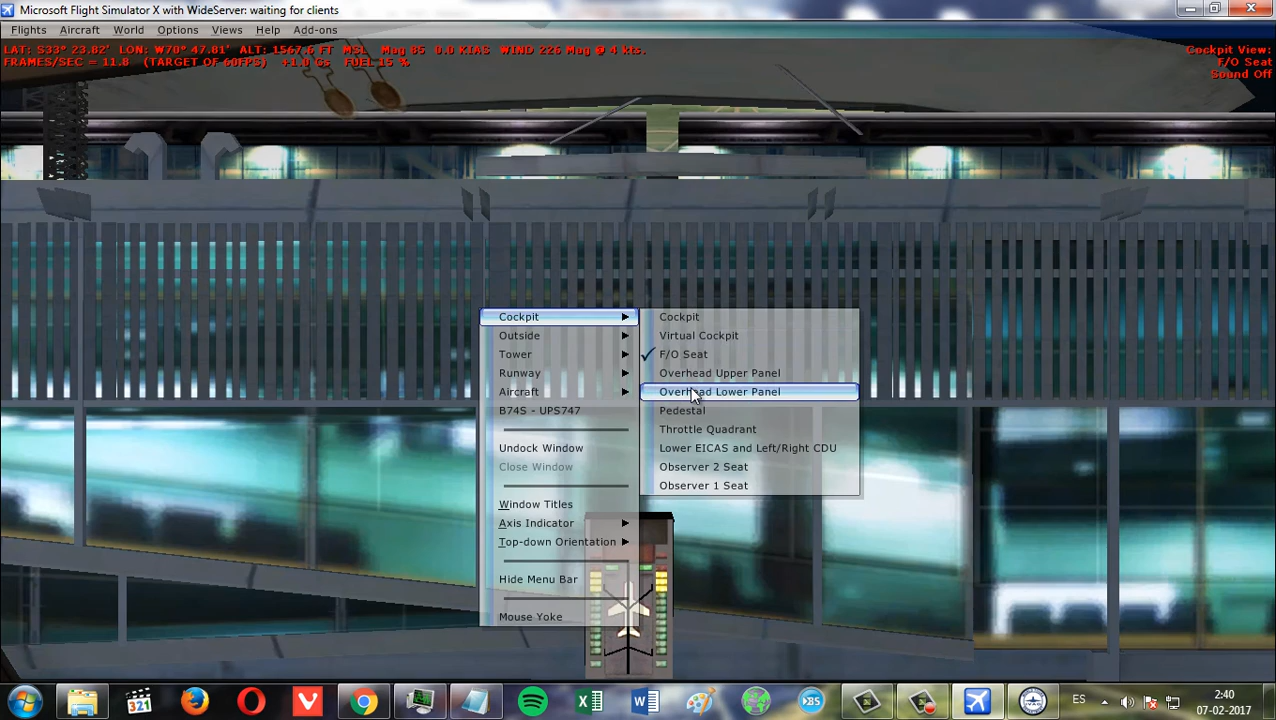 Microsoft Flight Simulator X with WideServer: waiting for clients
Flights Aircraft World Options Views Help Add-ons
LAT: S33° 23.82' LON: W70° 47.81' ALT: 1567.6 FT MSL Mag 85 0.0 KIAS WIND 226 Mag @ 4 kts.
FRAMES/SEC = 11.8 (TARGET OF 60FPS) +1.0 Gs FUEL 15 %
Cockpit View:
F/O Seat
Sound Off
Cockpit
Outside
Tower
Runway
Aircraft
B74S - UPS747
Undock Window
Close Window
Window Titles
Axis Indicator
Top-down Orientation
Hide Menu Bar
Mouse Yoke
Cockpit
Virtual Cockpit
F/O Seat
Overhead Upper Panel
Overhead Lower Panel
Pedestal
Throttle Quadrant
Lower EICAS and Left/Right CDU
Observer 2 Seat
Observer 1 Seat
321
ES
2:40
07-02-2017